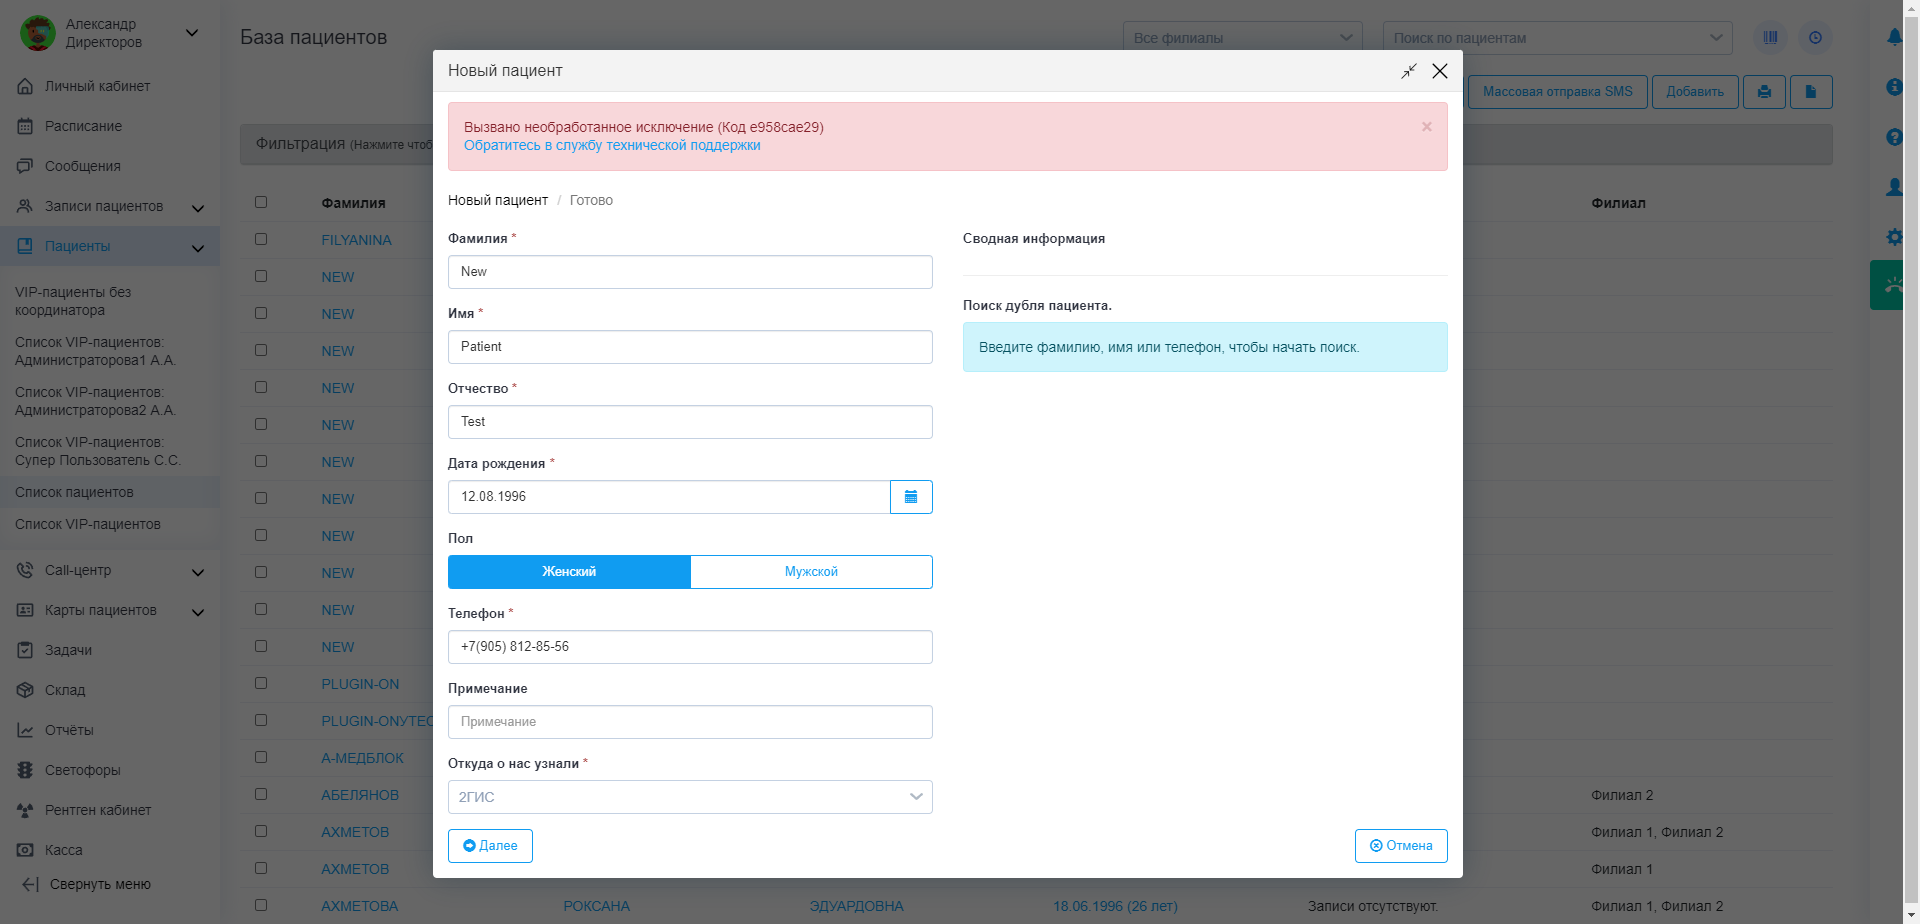 Александр
Директоров
Личный кабинет
Расписание
Сообщения
Записи пациентов
Пациенты
VIP-пациенты без
координатора
Список VIP-пациентов:
Администраторова1 А.А.
Список VIP-пациентов:
Администраторова2 А.А.
Список VIP-пациентов:
Супер Пользователь С.С.
Список пациентов
Список VIP-пациентов
Call-центр
Карты пациентов
Задачи
Склад
Отчёты
Светофоры
Рентген кабинет
Касса
Свернуть меню
База пациентов
Все филиалы
Поиск по пациентам
Массовая отправка SMS
Добавить
Фильтрация (Нажмите чтоб
Фамилия
Филиал
FILYANINA
NEW
NEW
NEW
NEW
NEW
NEW
NEW
NEW
NEW
NEW
NEW
PLUGIN-ON
PLUGIN-ONУТЕС
А-МЕДБЛОК
АБЕЛЯНОВ
Филиал 2
АХМЕТОВ
Филиал 1, Филиал 2
АХМЕТОВ
Филиал 1
АХМЕТОВА РОКСАНА ЭДУАРДОВНА 18.06.1996 (26 лет) Записи отсутствуют. Филиал 1, Филиал 2
Новый пациент
Вызвано необработанное исключение (Код e958cae29)
Обратитесь в службу технической поддержки
Новый пациент / Готово
Фамилия *
New
Имя *
Patient
Отчество *
Test
Дата рождения *
12.08.1996
Пол
Женский
Мужской
Телефон *
+7(905) 812-85-56
Примечание
Примечание
Откуда о нас узнали *
2ГИС
Далее
Отмена
Сводная информация
Поиск дубля пациента.
Введите фамилию, имя или телефон, чтобы начать поиск.